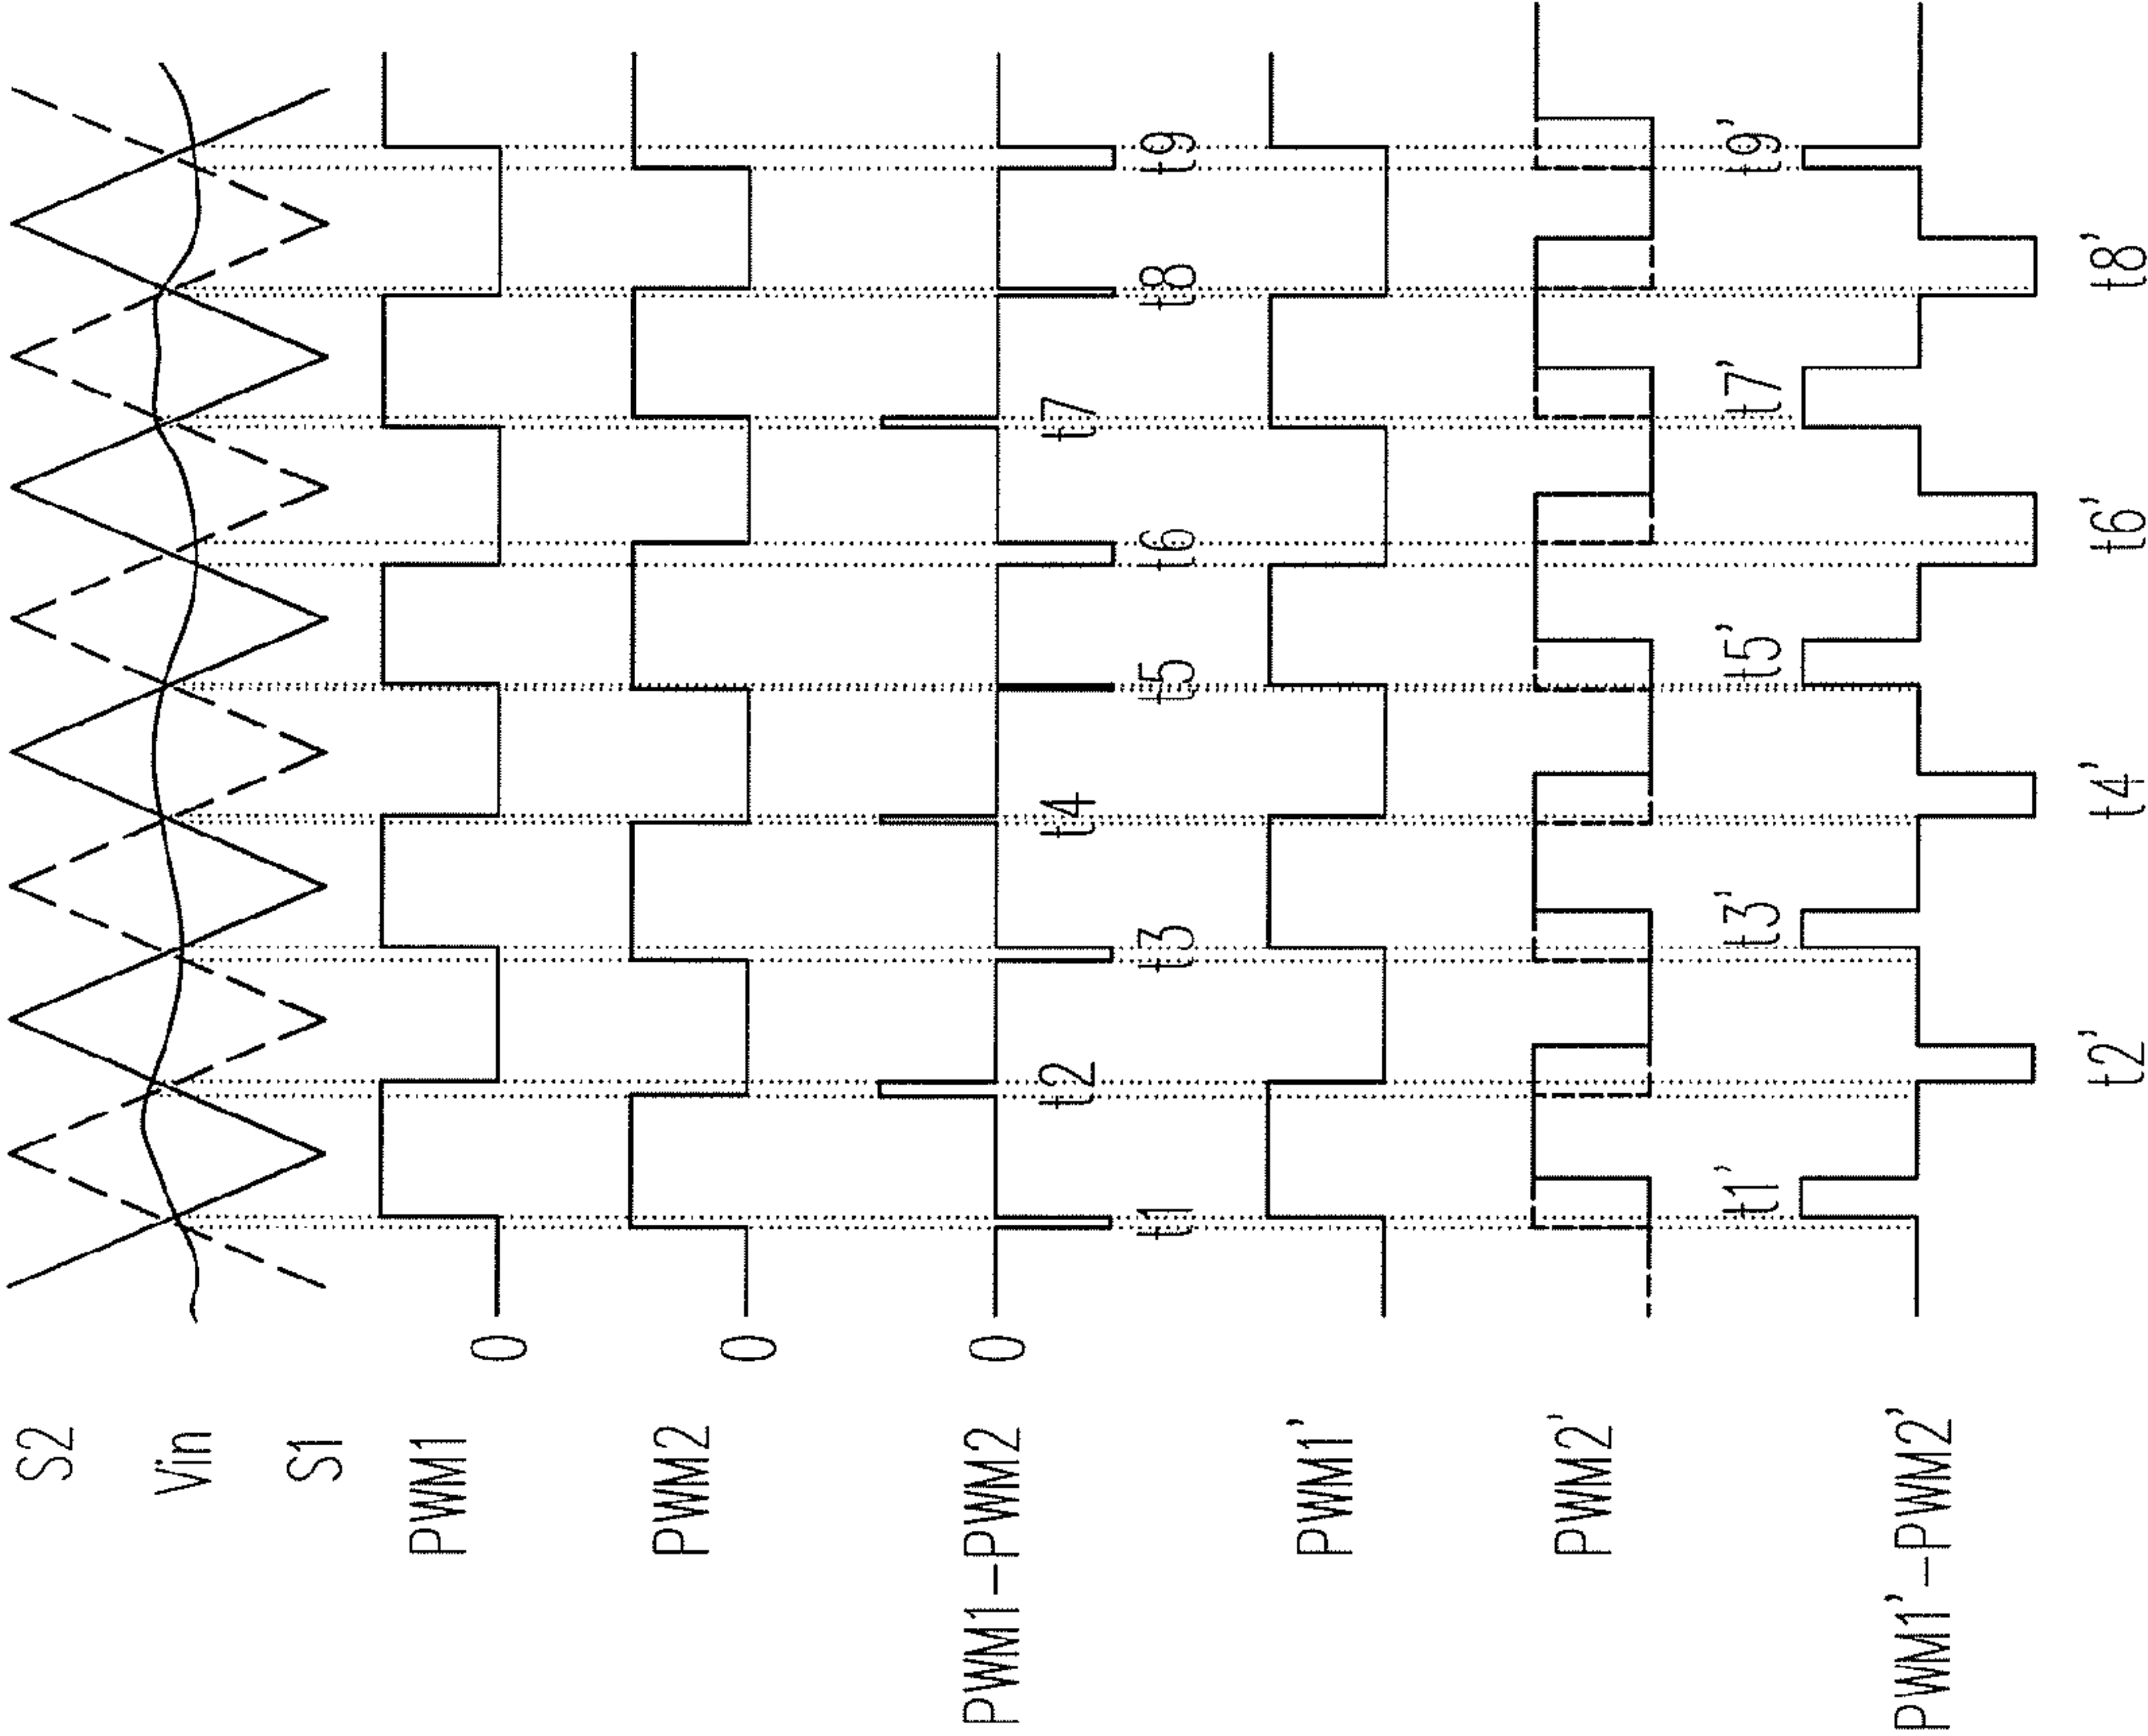 S2
Vin
S1
PWM1
0
PWM2
0
PWM1-PWM2
0
t1
t2
t3
t4
t5
t6
t7
t8
t9
PWM1'
PWM2'
PWM1'-PWM2'
t1'
t2'
t3'
t4'
t5'
t6'
t7'
t8'
t9'